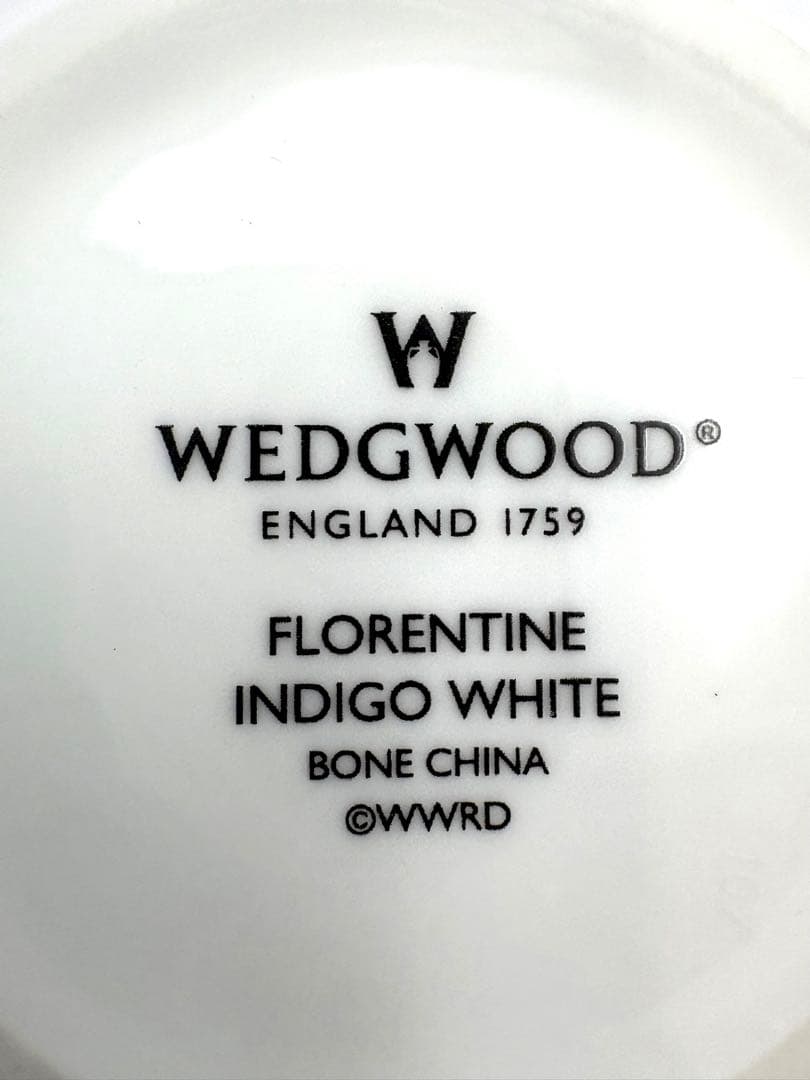 W
WEDGWOOD®
ENGLAND 1759
FLORENTINE
INDIGO WHITE
BONE CHINA
©WWRD